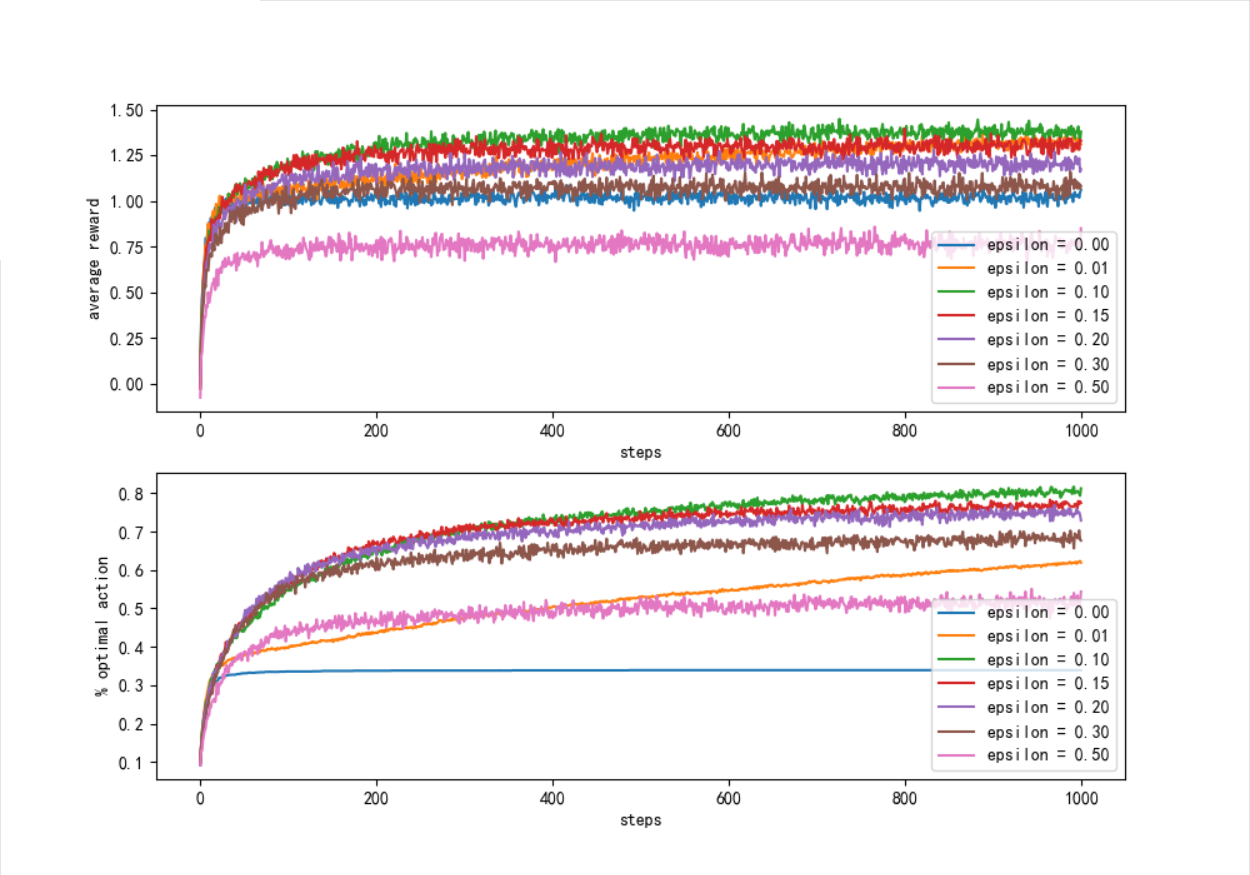 1.50
1.25
1.00
0.75
0.50
0.25
0.00
average reward
0 200 400 600 800 1000
steps
epsilon = 0.00
epsilon = 0.01
epsilon = 0.10
epsilon = 0.15
epsilon = 0.20
epsilon = 0.30
epsilon = 0.50
0.8
0.7
0.6
0.5
0.4
0.3
0.2
0.1
% optimal action
0 200 400 600 800 1000
steps
epsilon = 0.00
epsilon = 0.01
epsilon = 0.10
epsilon = 0.15
epsilon = 0.20
epsilon = 0.30
epsilon = 0.50